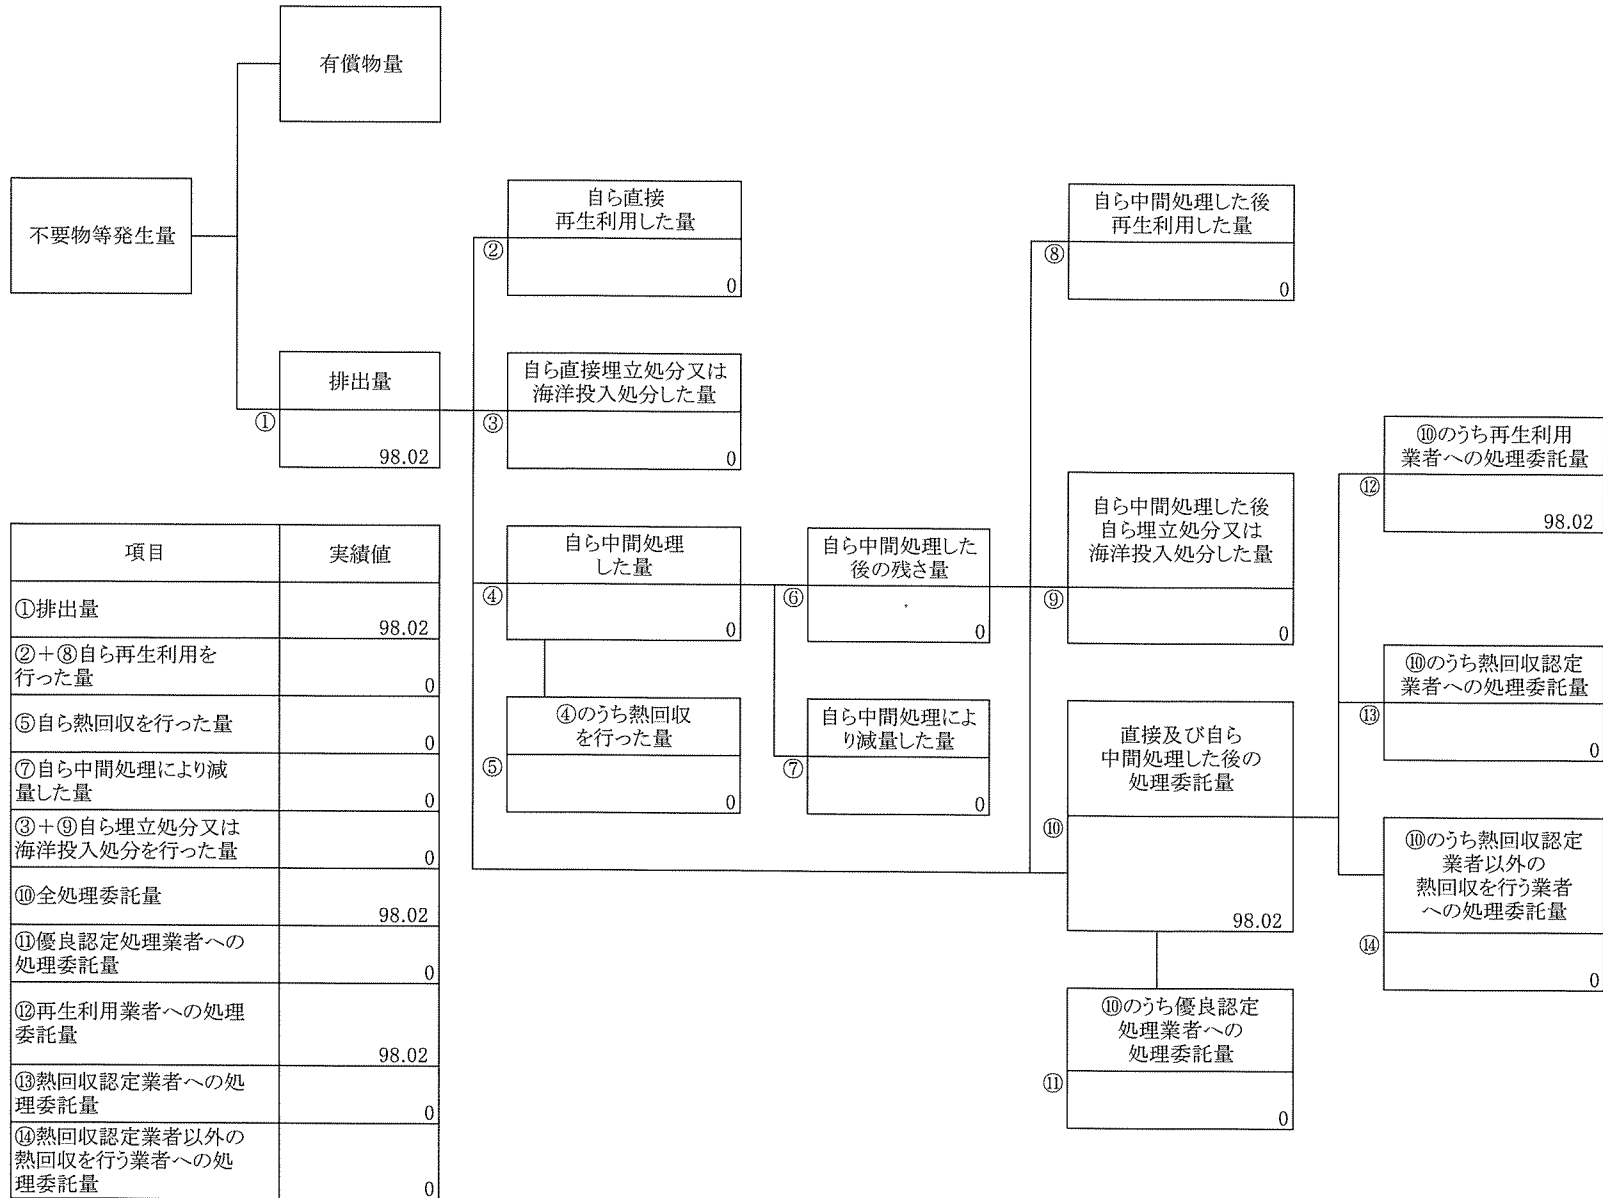 有償物量
不要物等発生量
排出量
①
98.02
自ら直接
再生利用した量
②
0
自ら直接埋立処分又は
海洋投入処分した量
③
0
自ら中間処理
した量
④
0
④のうち熱回収
を行った量
⑤
0
自ら中間処理した
後の残さ量
⑥
0
自ら中間処理によ
り減量した量
⑦
0
自ら中間処理した後
再生利用した量
⑧
0
自ら中間処理した後
自ら埋立処分又は
海洋投入処分した量
⑨
0
直接及び自ら
中間処理した後の
処理委託量
⑩
98.02
⑩のうち優良認定
処理業者への
処理委託量
⑪
0
⑩のうち再生利用
業者への処理委託量
⑫
98.02
⑩のうち熱回収認定
業者への処理委託量
⑬
0
⑩のうち熱回収認定
業者以外の
熱回収を行う業者
への処理委託量
⑭
0
項目 実績値
①排出量
98.02
②＋⑧自ら再生利用を
行った量
0
⑤自ら熱回収を行った量
0
⑦自ら中間処理により減
量した量
0
③＋⑨自ら埋立処分又は
海洋投入処分を行った量
0
⑩全処理委託量
98.02
⑪優良認定処理業者への
処理委託量
0
⑫再生利用業者への処理
委託量
98.02
⑬熱回収認定業者への処
理委託量
0
⑭熱回収認定業者以外の
熱回収を行う業者への処
理委託量
0